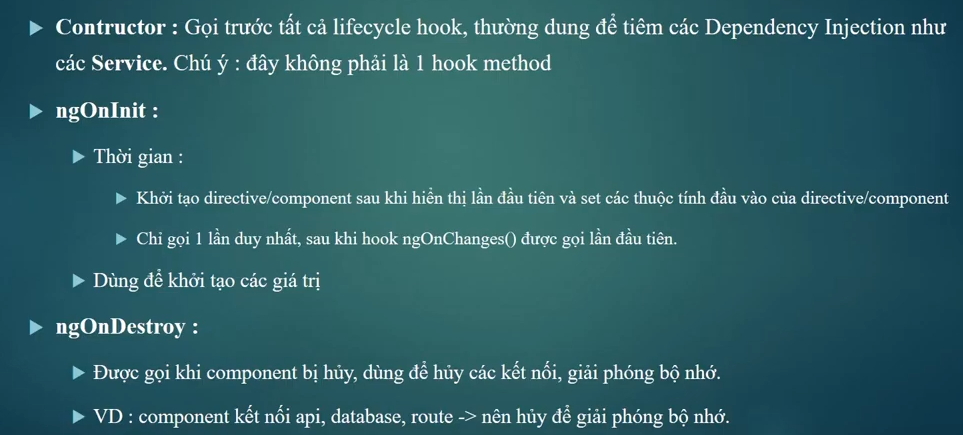 Contructor : Gọi trước tất cả lifecycle hook, thường dung để tiêm các Dependency Injection như
các Service. Chú ý : đây không phải là 1 hook method
ngOnInit :
Thời gian :
Khởi tạo directive/component sau khi hiển thị lần đầu tiên và set các thuộc tính đầu vào của directive/component
Chỉ gọi 1 lần duy nhất, sau khi hook ngOnChanges() được gọi lần đầu tiên.
Dùng để khởi tạo các giá trị
ngOnDestroy :
Được gọi khi component bị hủy, dùng để hủy các kết nối, giải phóng bộ nhớ.
VD : component kết nối api, database, route -> nên hủy để giải phóng bộ nhớ.